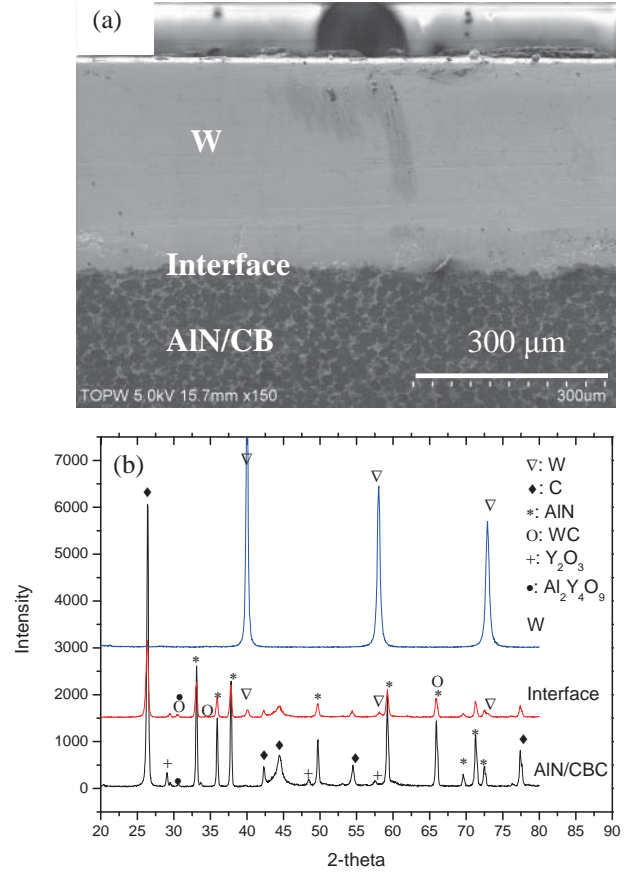 (a)
W
Interface
AlN/CB
300 μm
TOPW 5.0kV 15.7mm x150
300um
(b)
7000
6000
5000
4000
3000
2000
1000
0
Intensity
∇: W
♦: C
*: AlN
O: WC
+: Y₂O₃
●: Al₂Y₄O₉
W
Interface
AlN/CBC
20 25 30 35 40 45 50 55 60 65 70 75 80
2-theta